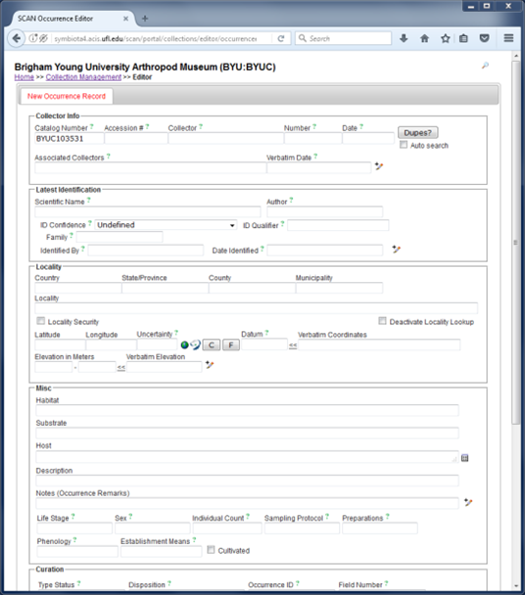 SCAN Occurrence Editor
symbiota4.acis.ufl.edu/scan/portal/collections/editor/occurrencee
Search
Brigham Young University Arthropod Museum (BYU:BYUC)
Home >> Collection Management >> Editor
New Occurrence Record
Collector Info
Catalog Number ? Accession # ? Collector ? Number ? Date ?
BYUC103531
Dupes?
Auto search
Associated Collectors ? Verbatim Date ?
Latest Identification
Scientific Name ? Author ?
ID Confidence ? Undefined ID Qualifier ?
Family ?
Identified By ? Date Identified ?
Locality
Country State/Province County Municipality
Locality
Locality Security Deactivate Locality Lookup
Latitude Longitude Uncertainty ? C F Datum ? << Verbatim Coordinates
Elevation in Meters Verbatim Elevation
- <<
Misc
Habitat
Substrate
Host
Description
Notes (Occurrence Remarks)
Life Stage ? Sex ? Individual Count ? Sampling Protocol ? Preparations ?
Phenology ? Establishment Means ? Cultivated
Curation
Type Status ? Disposition ? Occurrence ID ? Field Number ?